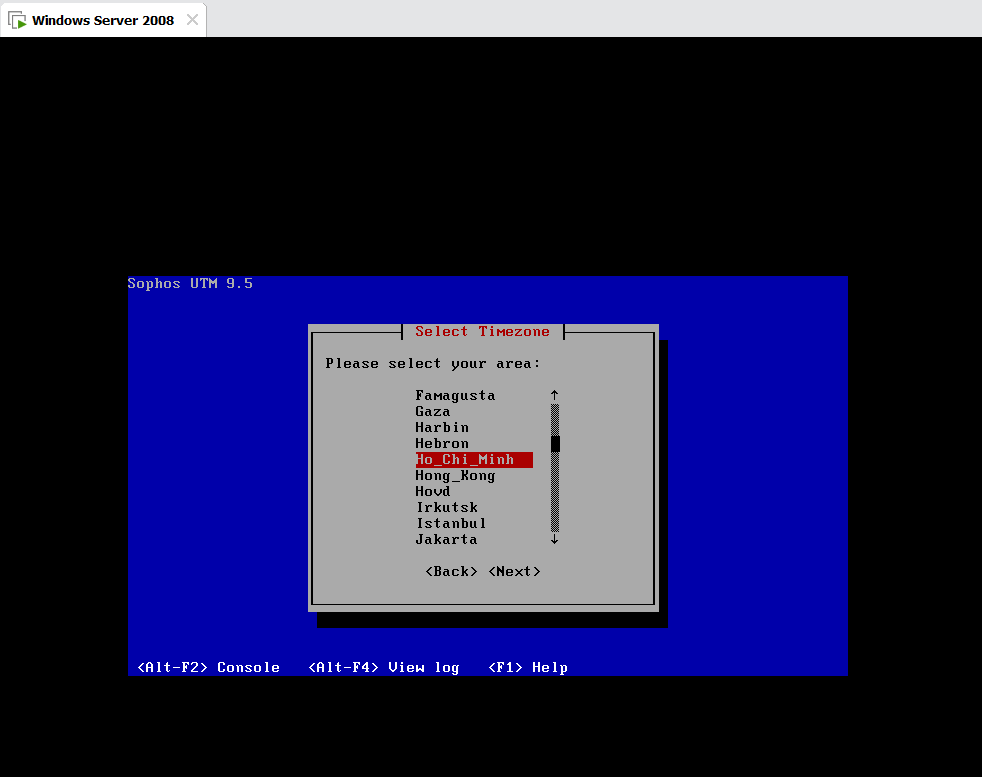 Windows Server 2008
Sophos UTM 9.5
Select Timezone
Please select your area:
Famagusta
Gaza
Harbin
Hebron
Ho_Chi_Minh
Hong_Kong
Hovd
Irkutsk
Istanbul
Jakarta
<Back> <Next>
<Alt-F2> Console <Alt-F4> View log <F1> Help